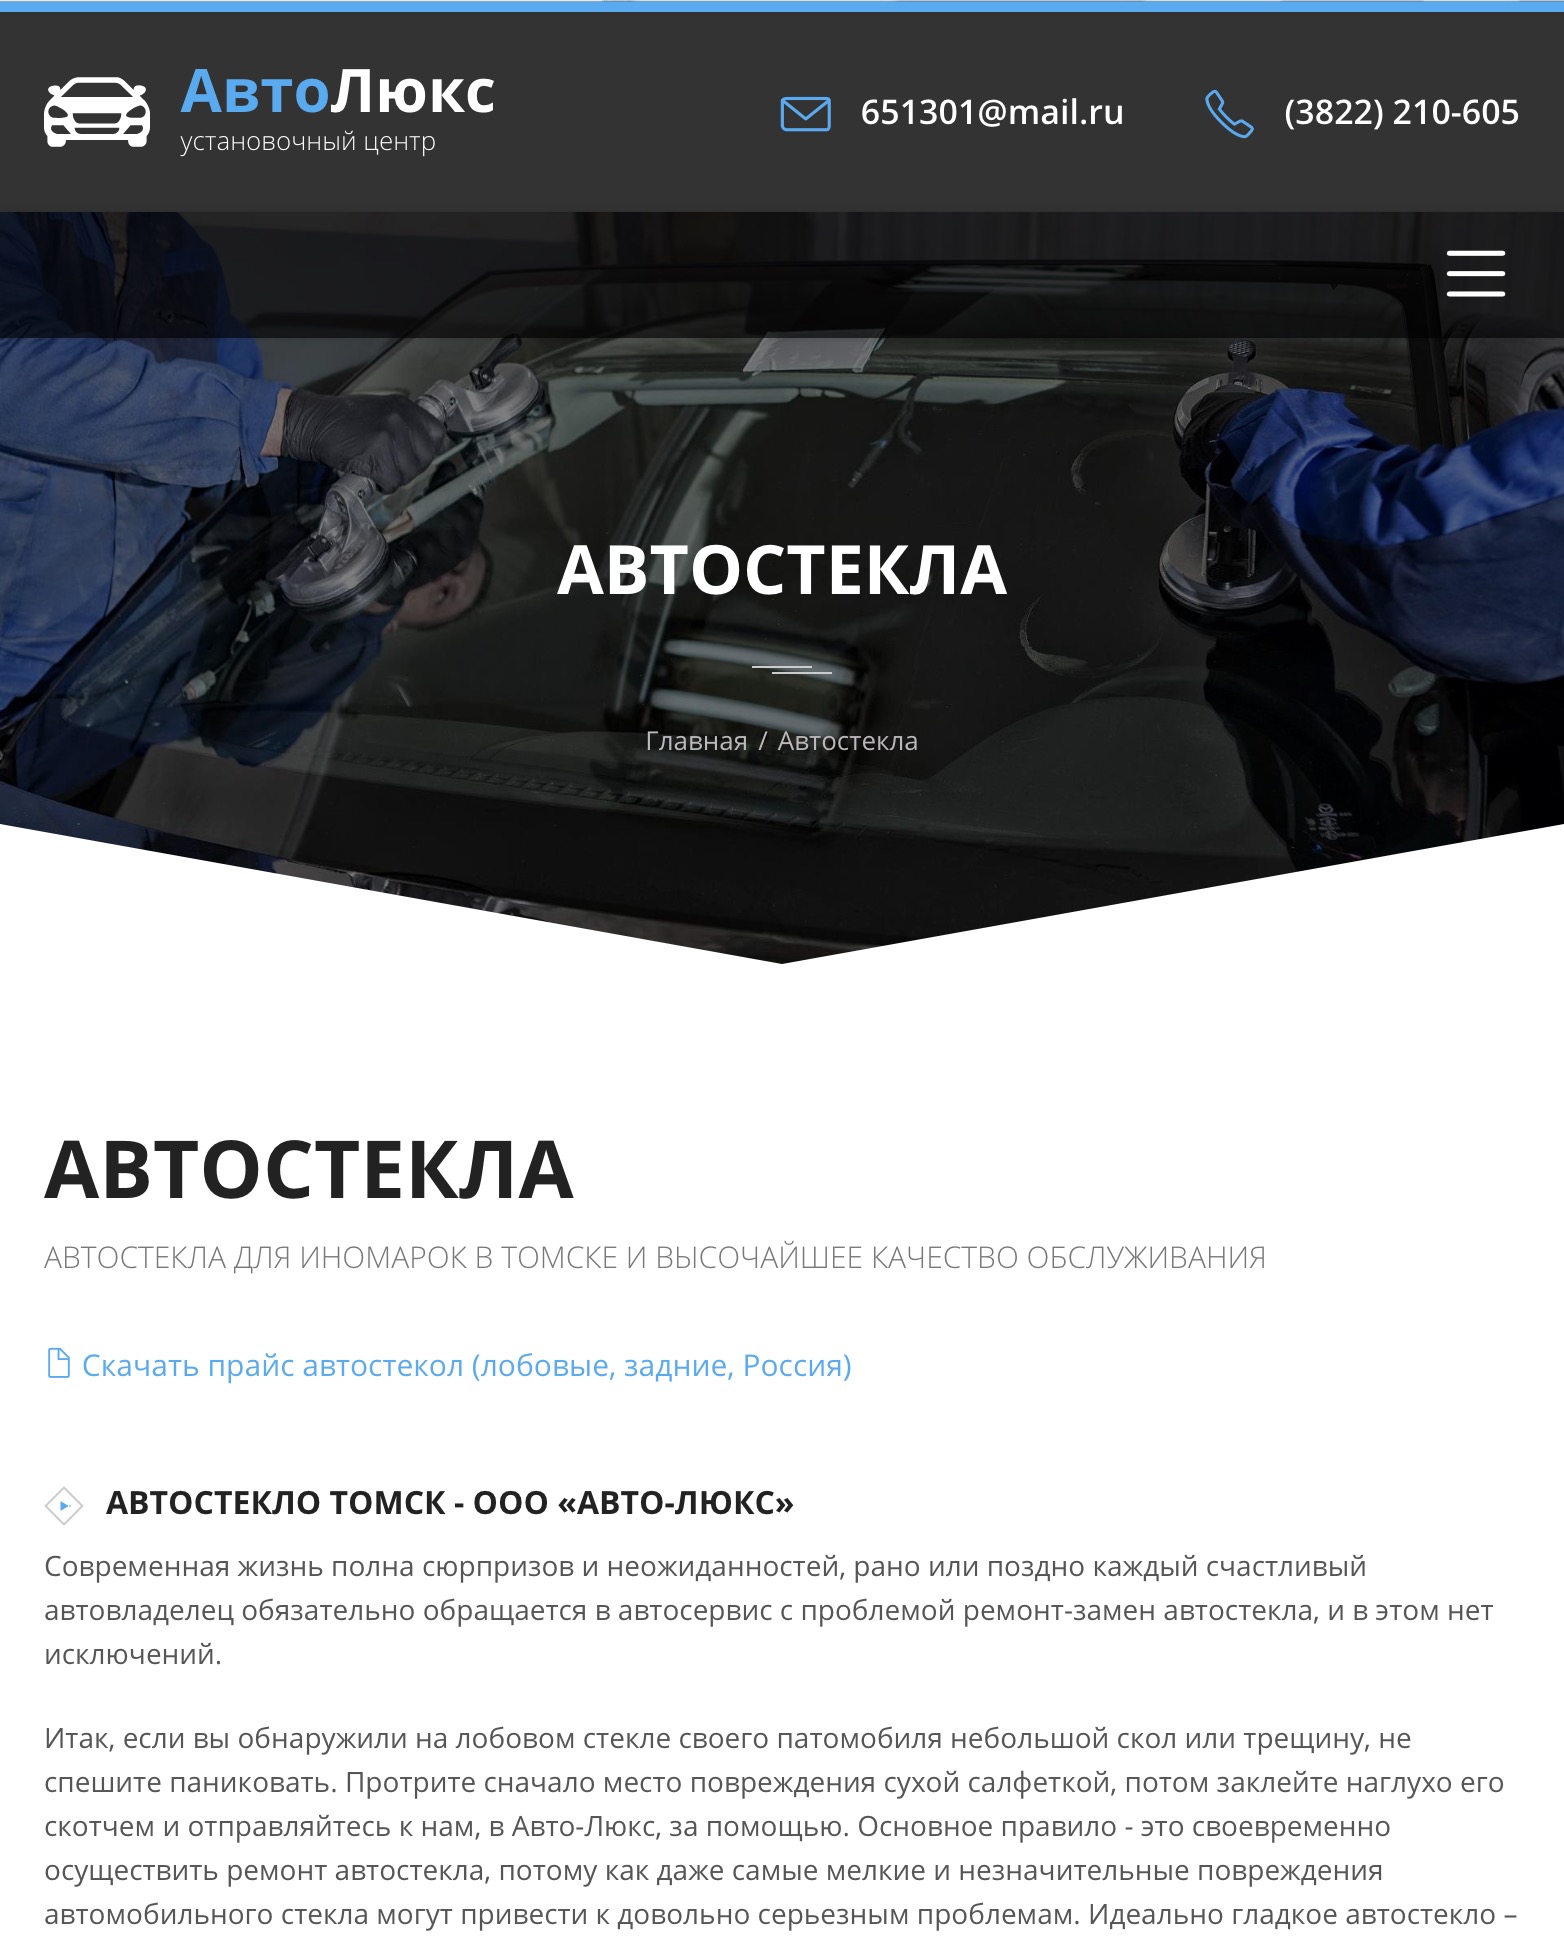 АвтоЛюкс
установочный центр
651301@mail.ru
(3822) 210-605
АВТОСТЕКЛА
Главная / Автостекла
АВТОСТЕКЛА
АВТОСТЕКЛА ДЛЯ ИНОМАРОК В ТОМСКЕ И ВЫСОЧАЙШЕЕ КАЧЕСТВО ОБСЛУЖИВАНИЯ
Скачать прайс автостекол (лобовые, задние, Россия)
АВТОСТЕКЛО ТОМСК - ООО «АВТО-ЛЮКС»
Современная жизнь полна сюрпризов и неожиданностей, рано или поздно каждый счастливый
автовладелец обязательно обращается в автосервис с проблемой ремонт-замен автостекла, и в этом нет
исключений.
Итак, если вы обнаружили на лобовом стекле своего патомобиля небольшой скол или трещину, не
спешите паниковать. Протрите сначало место повреждения сухой салфеткой, потом заклейте наглухо его
скотчем и отправляйтесь к нам, в Авто-Люкс, за помощью. Основное правило - это своевременно
осуществить ремонт автостекла, потому как даже самые мелкие и незначительные повреждения
автомобильного стекла могут привести к довольно серьезным проблемам. Идеально гладкое автостекло –